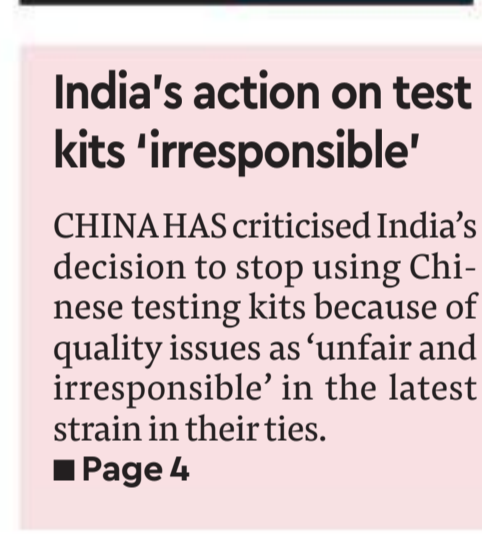 India's action on test
kits 'irresponsible'
CHINA HAS criticised India's
decision to stop using Chi-
nese testing kits because of
quality issues as ‘unfair and
irresponsible’ in the latest
strain in their ties.
■ Page 4